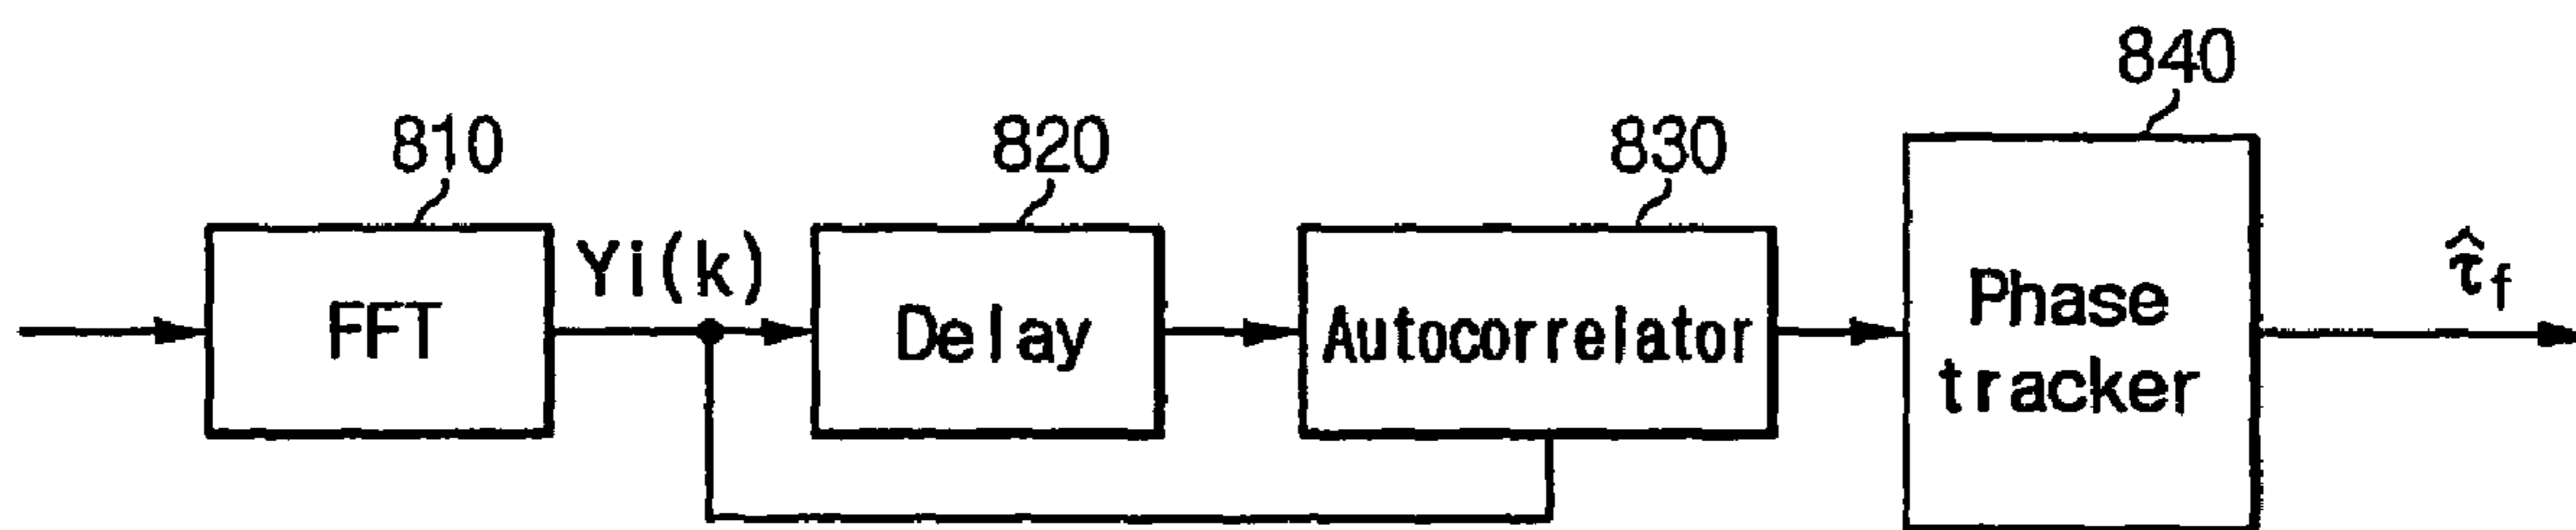 810
820
830
840
FFT
Yi(k)
Delay
Autocorrelator
Phase
tracker
τ̂f